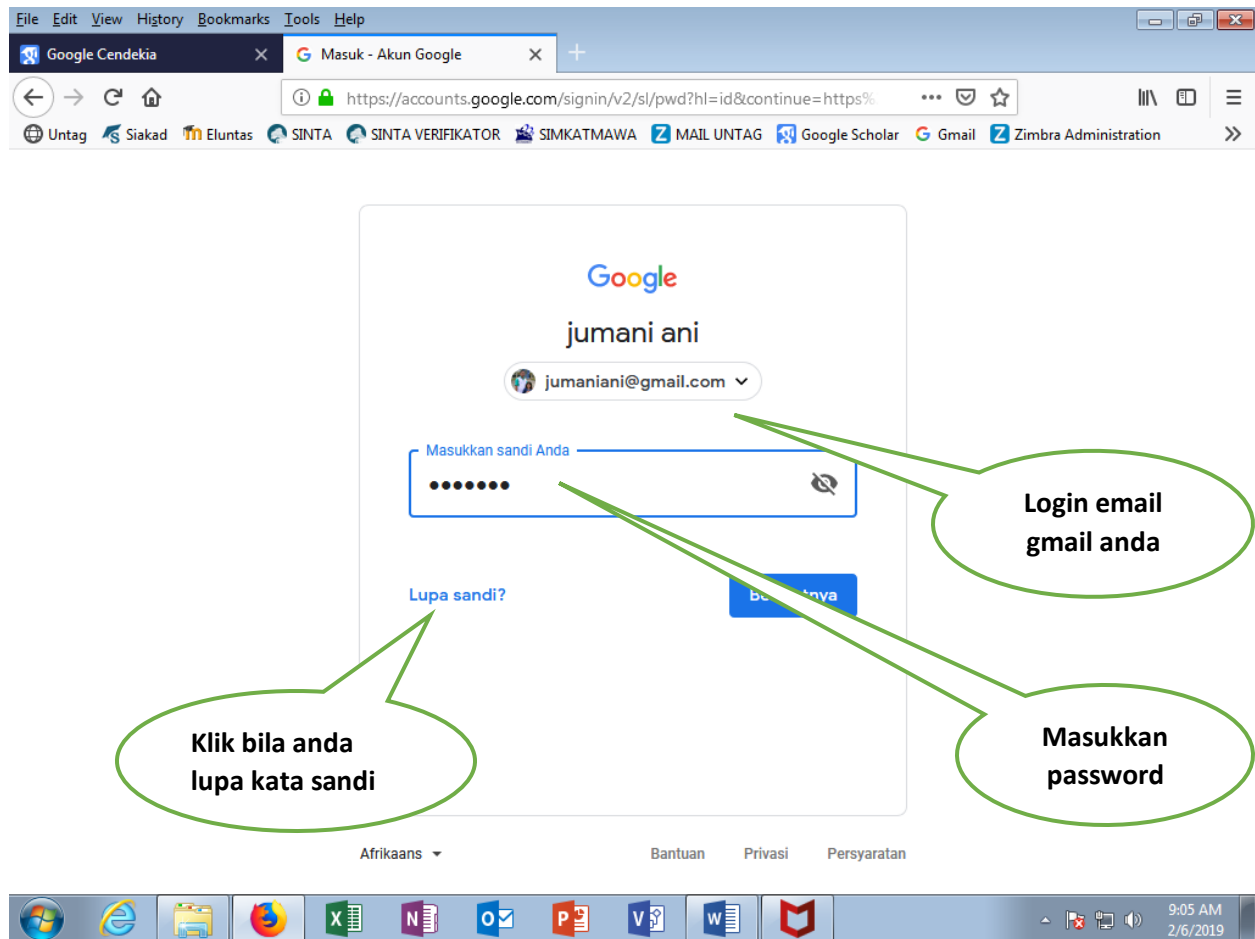 File Edit View History Bookmarks Tools Help
Google Cendekia
Masuk - Akun Google
https://accounts.google.com/signin/v2/sl/pwd?hl=id&continue=https%
Untag Siakad Eluntas SINTA SINTA VERIFIKATOR SIMKATMAWA MAIL UNTAG Google Scholar Gmail Zimbra Administration
Google
jumani ani
jumaniani@gmail.com
Masukkan sandi Anda
Login email
gmail anda
Lupa sandi?
Klik bila anda
lupa kata sandi
Masukkan
password
Afrikaans Bantuan Privasi Persyaratan
9:05 AM
2/6/2019